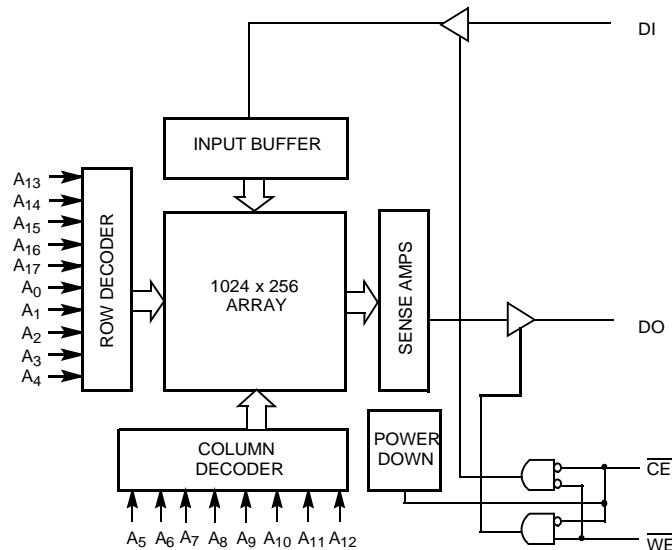 DI
INPUT BUFFER
A13
A14
A15
A16
A17
A0
A1
A2
A3
A4
ROW DECODER
1024 x 256
ARRAY
SENSE AMPS
DO
COLUMN
DECODER
POWER
DOWN
CE
WE
A5 A6 A7 A8 A9 A10 A11 A12